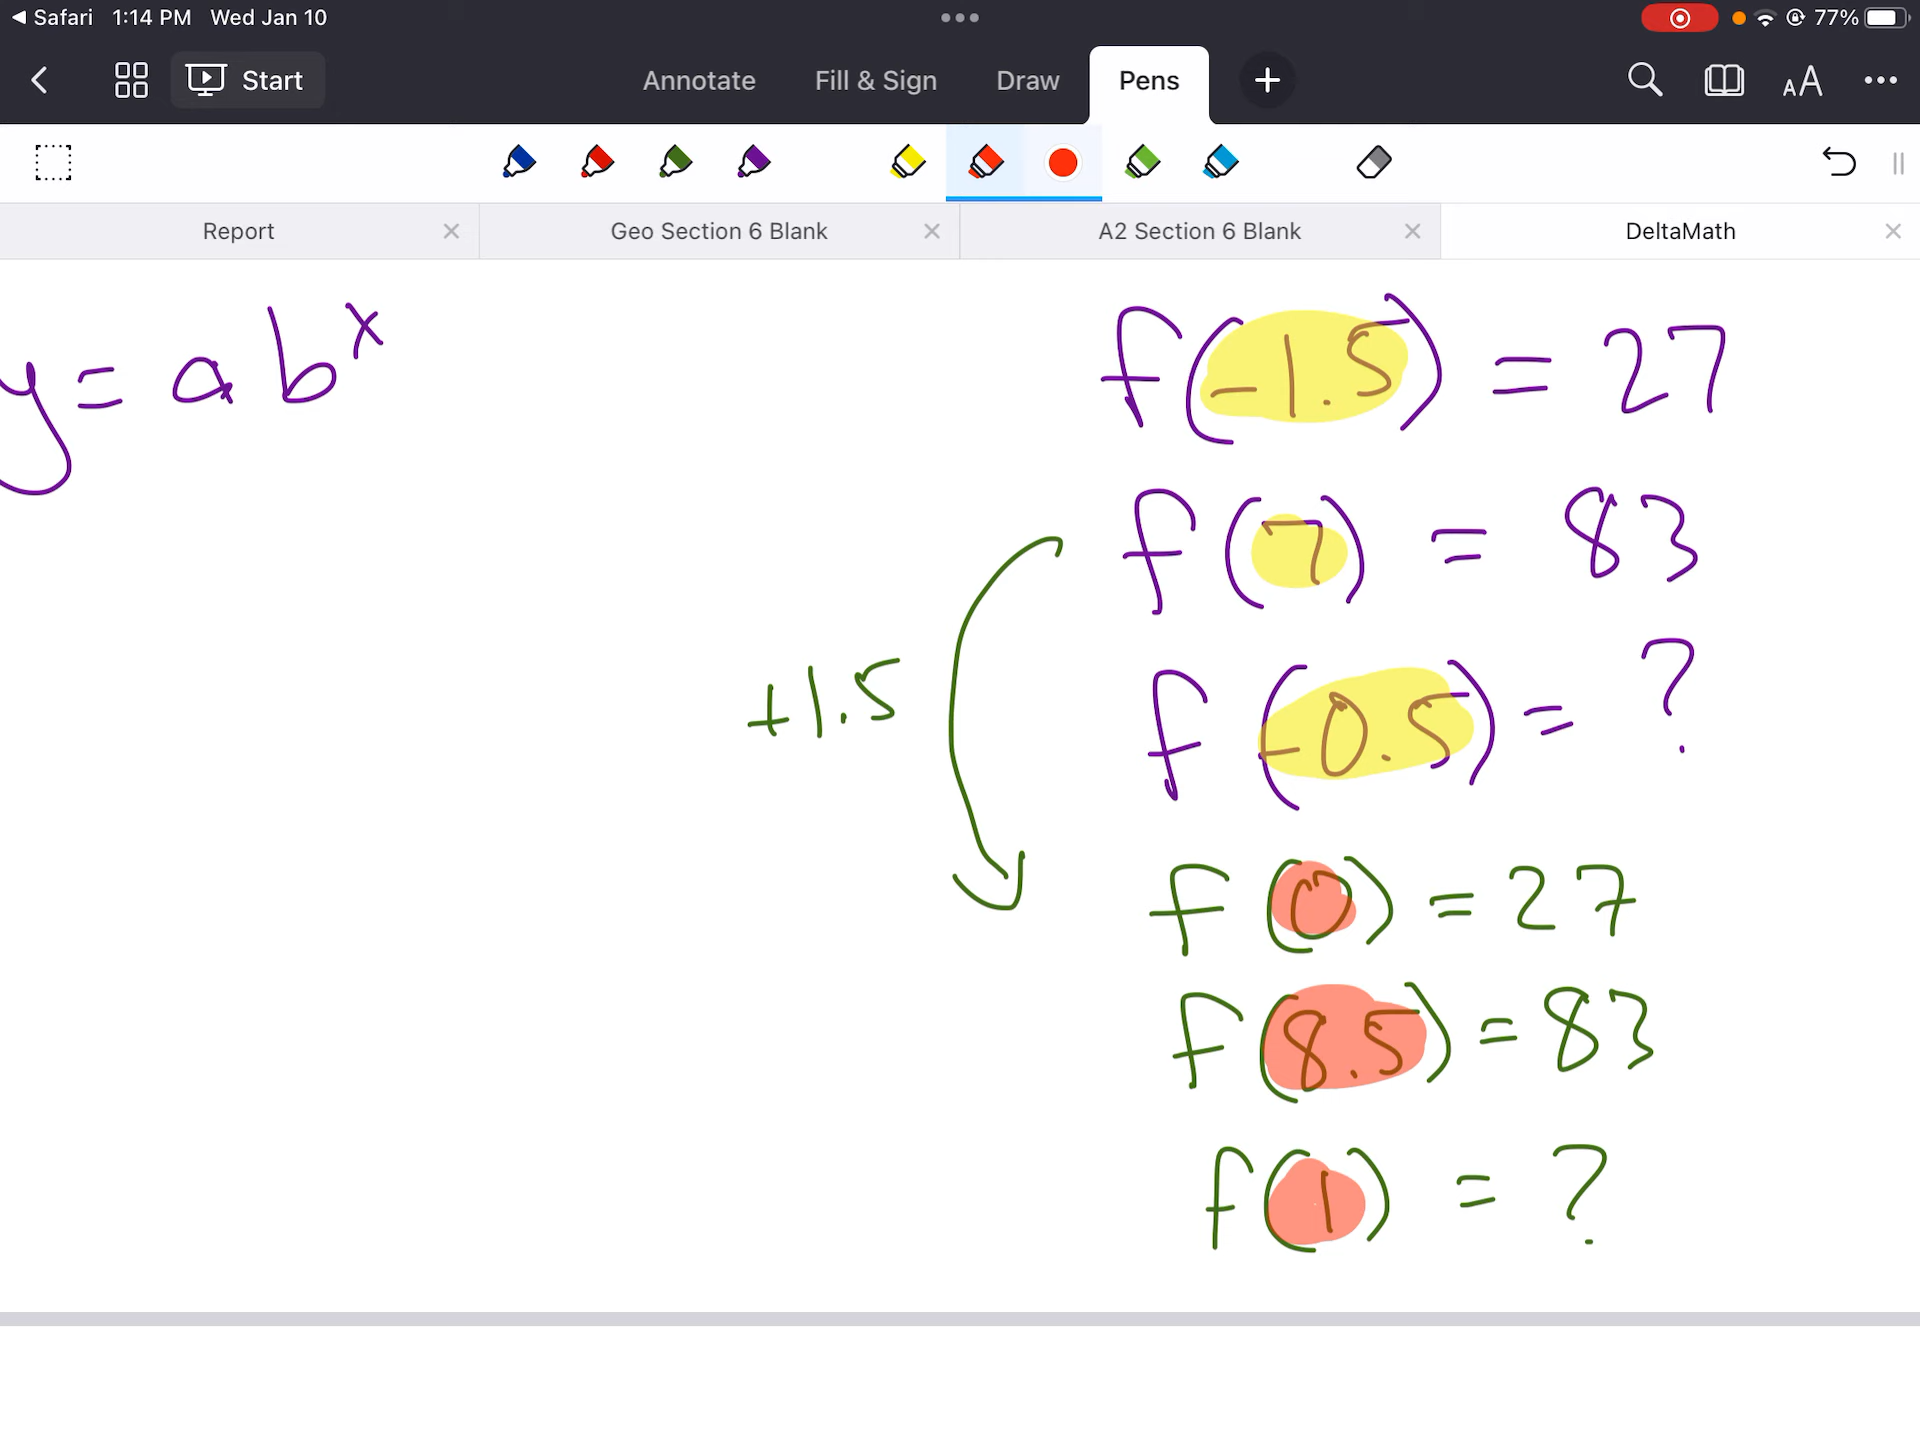 Safari 1:14 PM Wed Jan 10 77%
Start Annotate Fill & Sign Draw Pens AA
Report Geo Section 6 Blank A2 Section 6 Blank DeltaMath
y = ab^x
f(-1.5) = 27
f(7) = 83
+1.5
f(-0.5) = ?
f(0) = 27
f(8.5) = 83
f(1) = ?